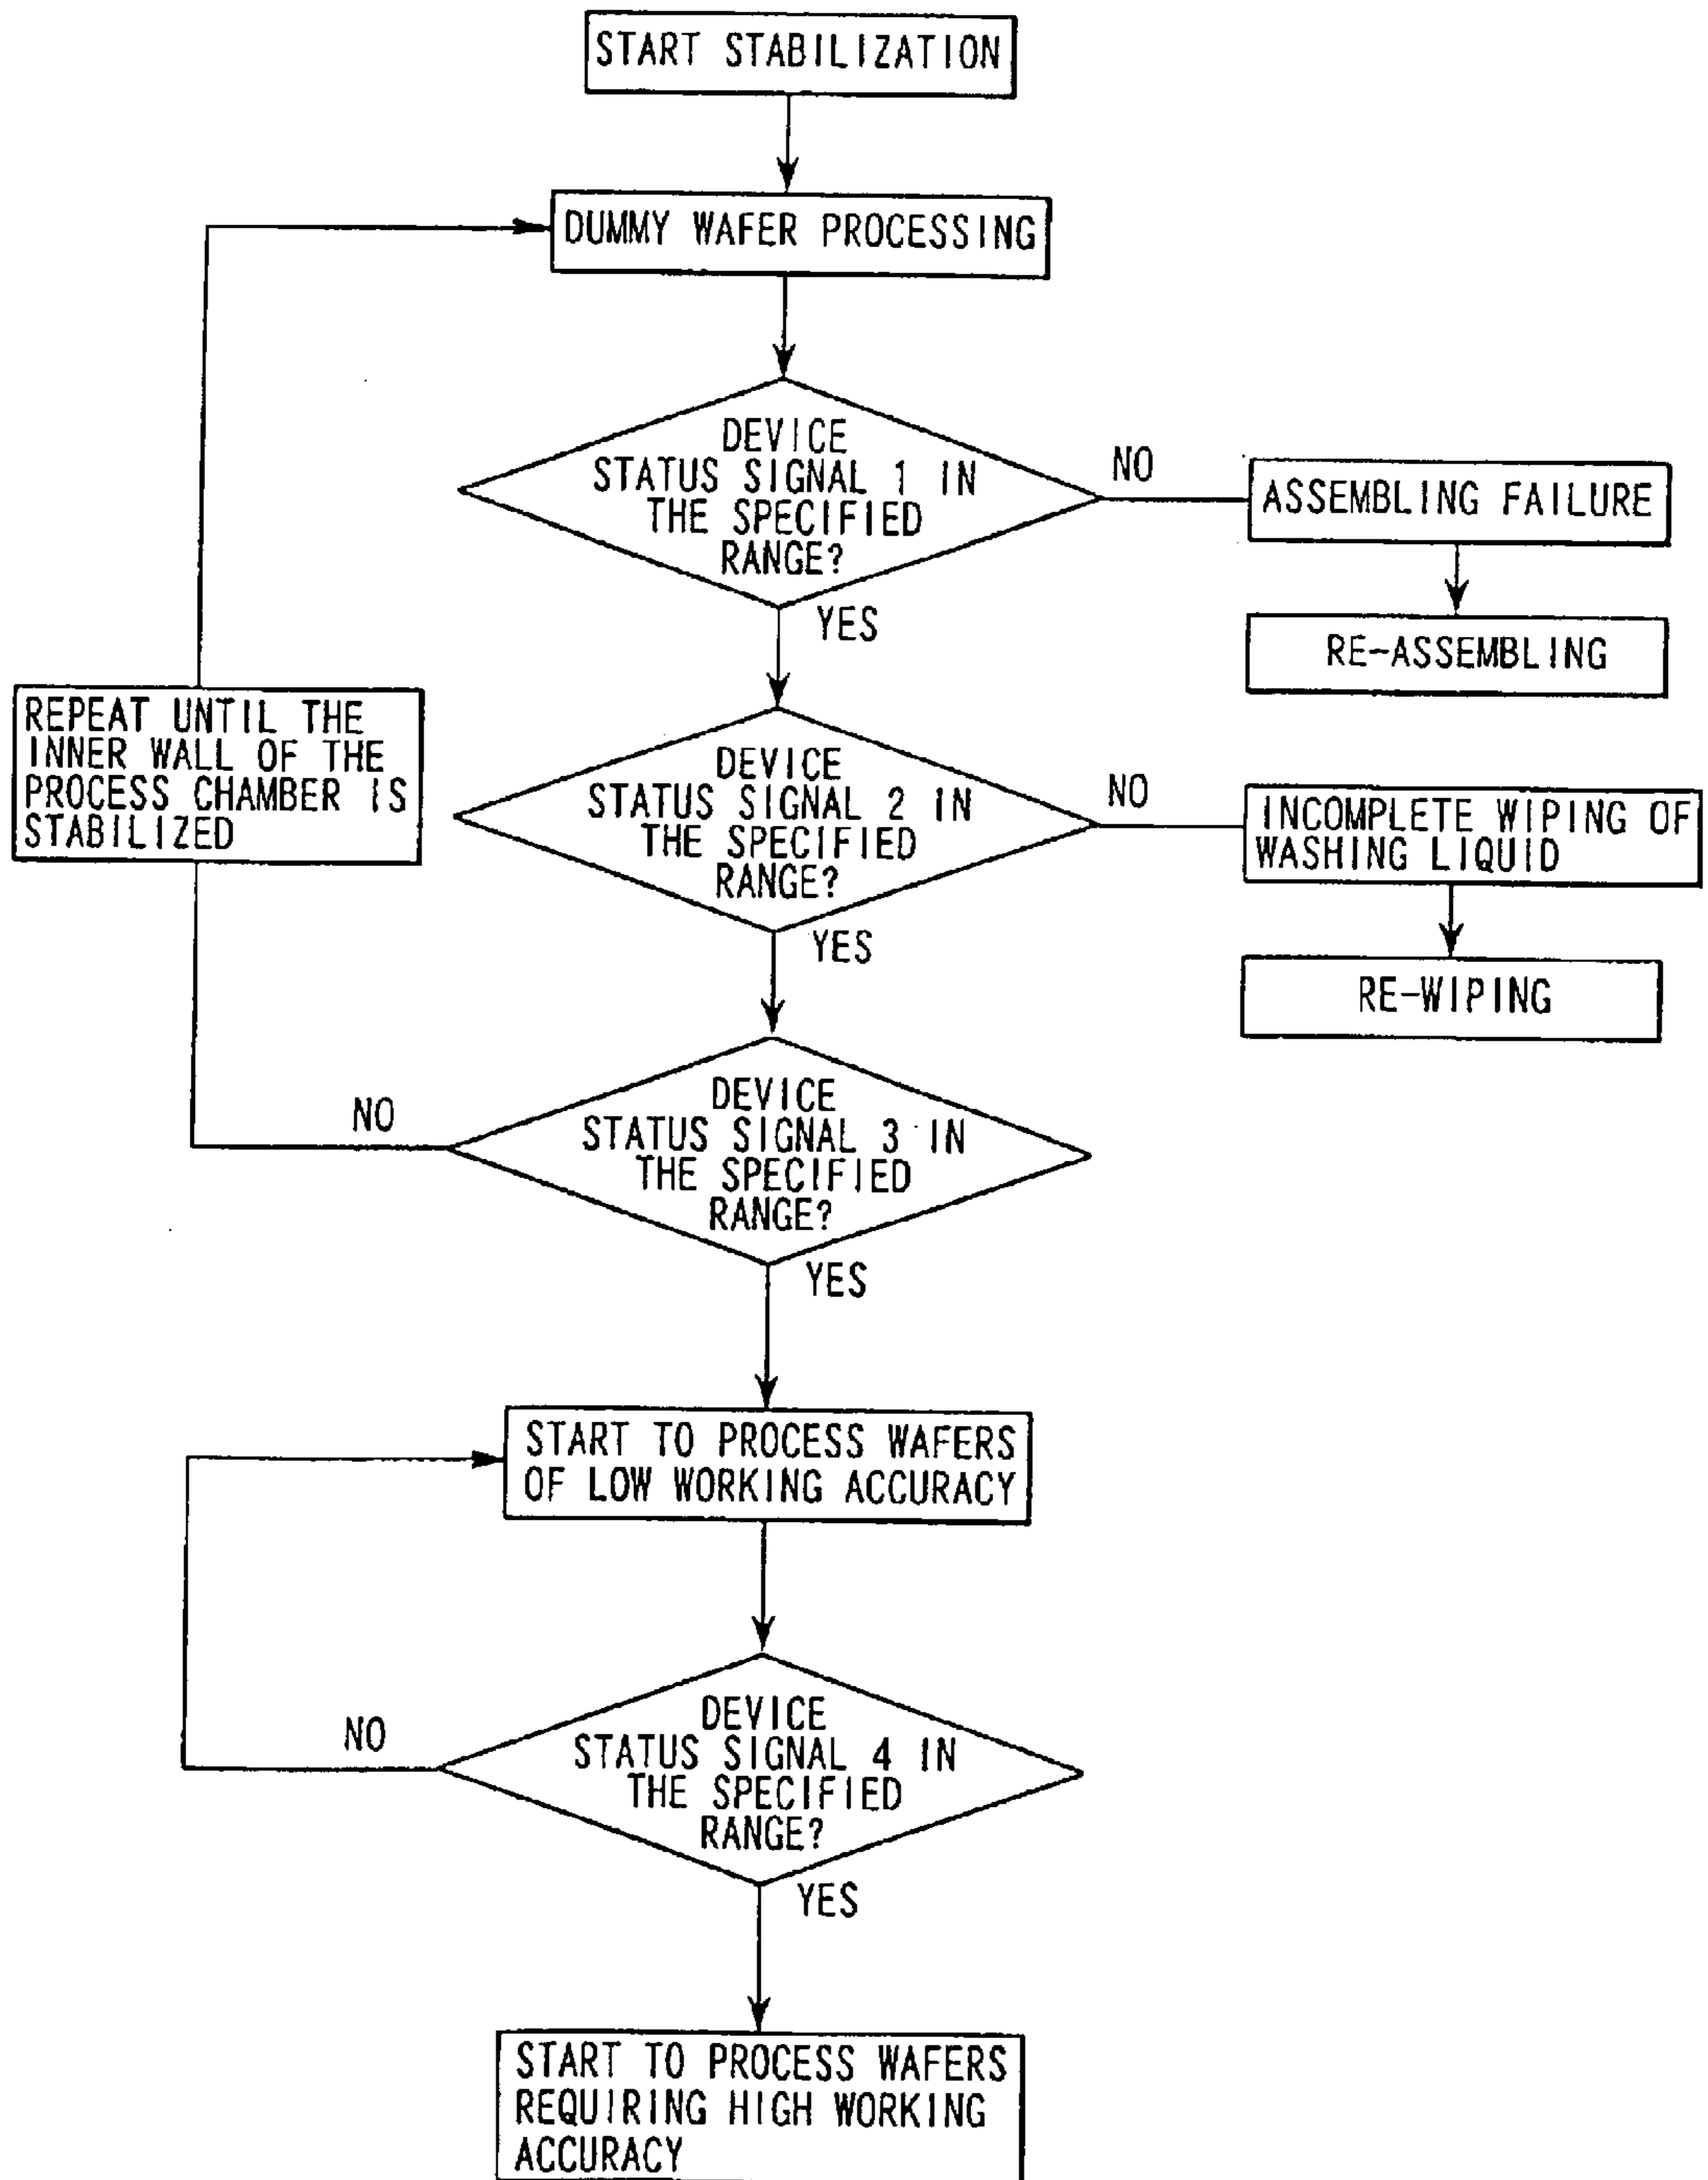 START STABILIZATION
DUMMY WAFER PROCESSING
DEVICE
STATUS SIGNAL 1 IN
THE SPECIFIED
RANGE?
NO
ASSEMBLING FAILURE
YES
RE-ASSEMBLING
REPEAT UNTIL THE
INNER WALL OF THE
PROCESS CHAMBER IS
STABILIZED
DEVICE
STATUS SIGNAL 2 IN
THE SPECIFIED
RANGE?
NO
INCOMPLETE WIPING OF
WASHING LIQUID
YES
RE-WIPING
DEVICE
STATUS SIGNAL 3 IN
THE SPECIFIED
RANGE?
NO
YES
START TO PROCESS WAFERS
OF LOW WORKING ACCURACY
DEVICE
STATUS SIGNAL 4 IN
THE SPECIFIED
RANGE?
NO
YES
START TO PROCESS WAFERS
REQUIRING HIGH WORKING
ACCURACY